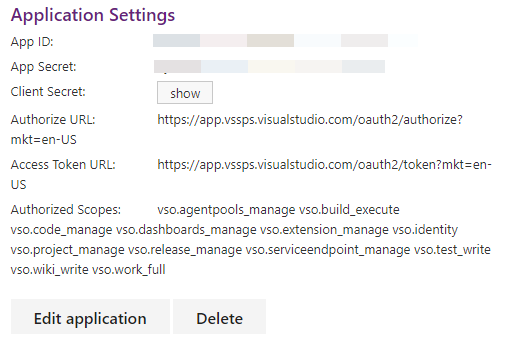 Application Settings
App ID:
App Secret:
Client Secret: show
Authorize URL: https://app.vssps.visualstudio.com/oauth2/authorize?
mkt=en-US
Access Token URL: https://app.vssps.visualstudio.com/oauth2/token?mkt=en-
US
Authorized Scopes: vso.agentpools_manage vso.build_execute
vso.code_manage vso.dashboards_manage vso.extension_manage vso.identity
vso.project_manage vso.release_manage vso.serviceendpoint_manage vso.test_write
vso.wiki_write vso.work_full
Edit application Delete